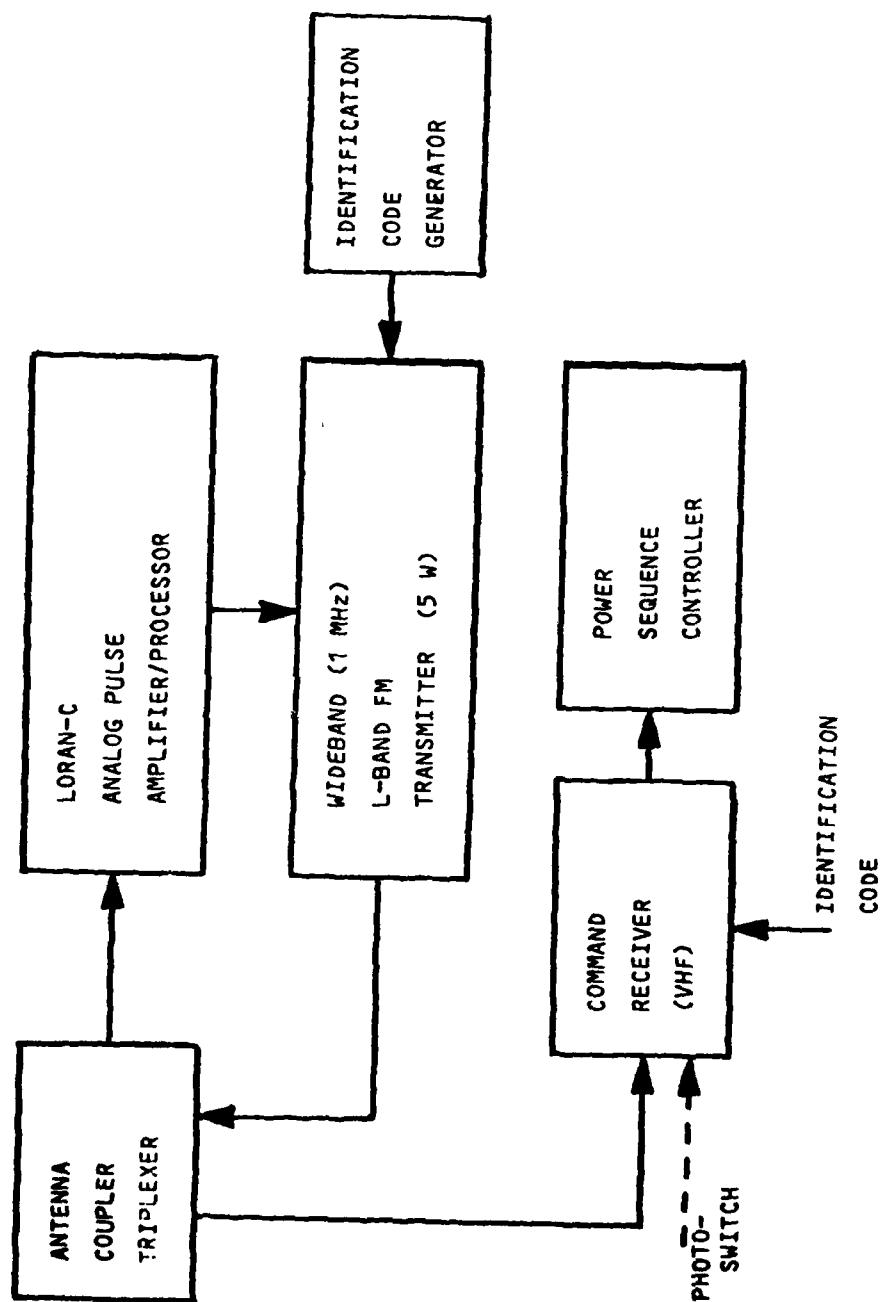 ANTENNA
COUPLER
TRIPLEXER
LORAN-C
ANALOG PULSE
AMPLIFIER/PROCESSOR
WIDEBAND (1 MHz)
L-BAND FM
TRANSMITTER (5 W)
IDENTIFICATION
CODE
GENERATOR
COMMAND
RECEIVER
(VHF)
POWER
SEQUENCE
CONTROLLER
PHOTO-
SWITCH
IDENTIFICATION
CODE